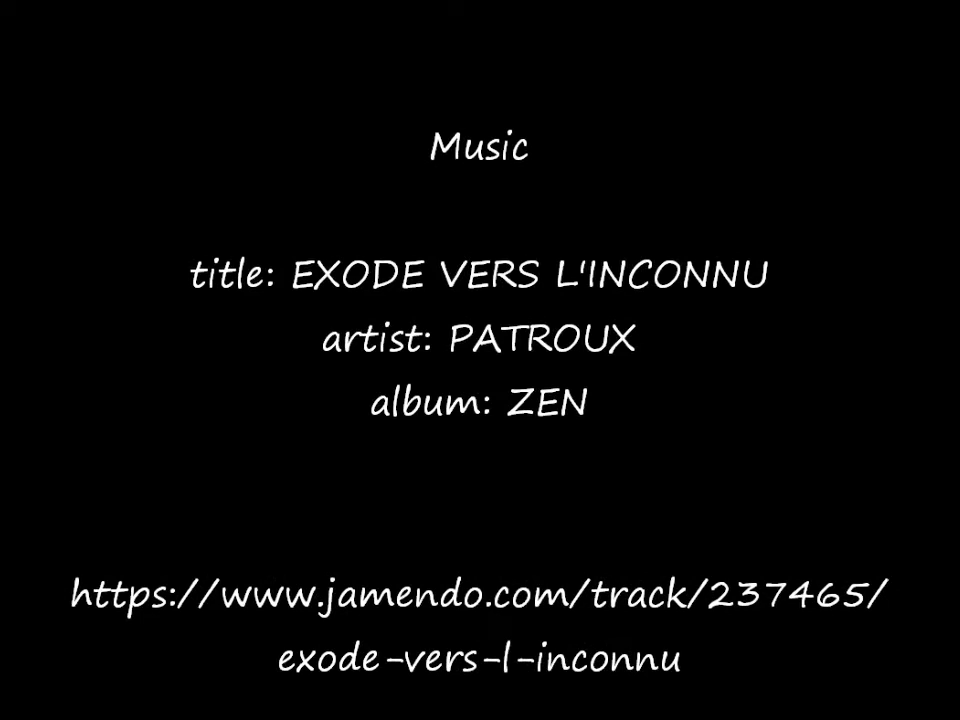 Music
title: EXODE VERS L'INCONNU
artist: PATROUX
album: ZEN
https://www.jamendo.com/track/237465/
exode-vers-l-inconnu